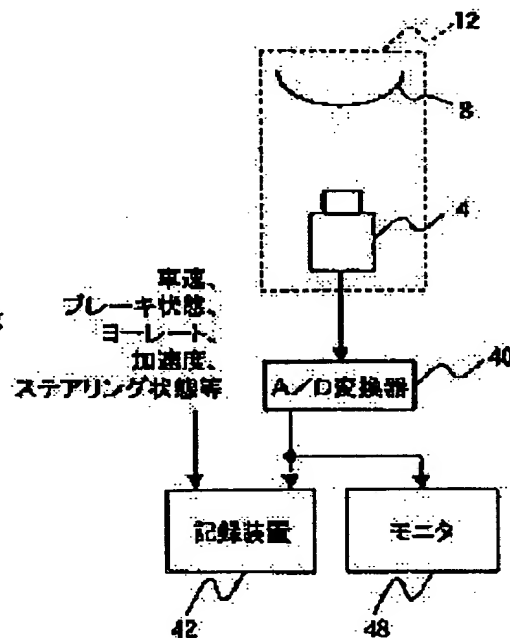 12
8
4
車速、
ブレーキ状態、
ヨーレート、
加速度、
ステアリング状態等
A/D変換器
40
記録装置
モニタ
42
48